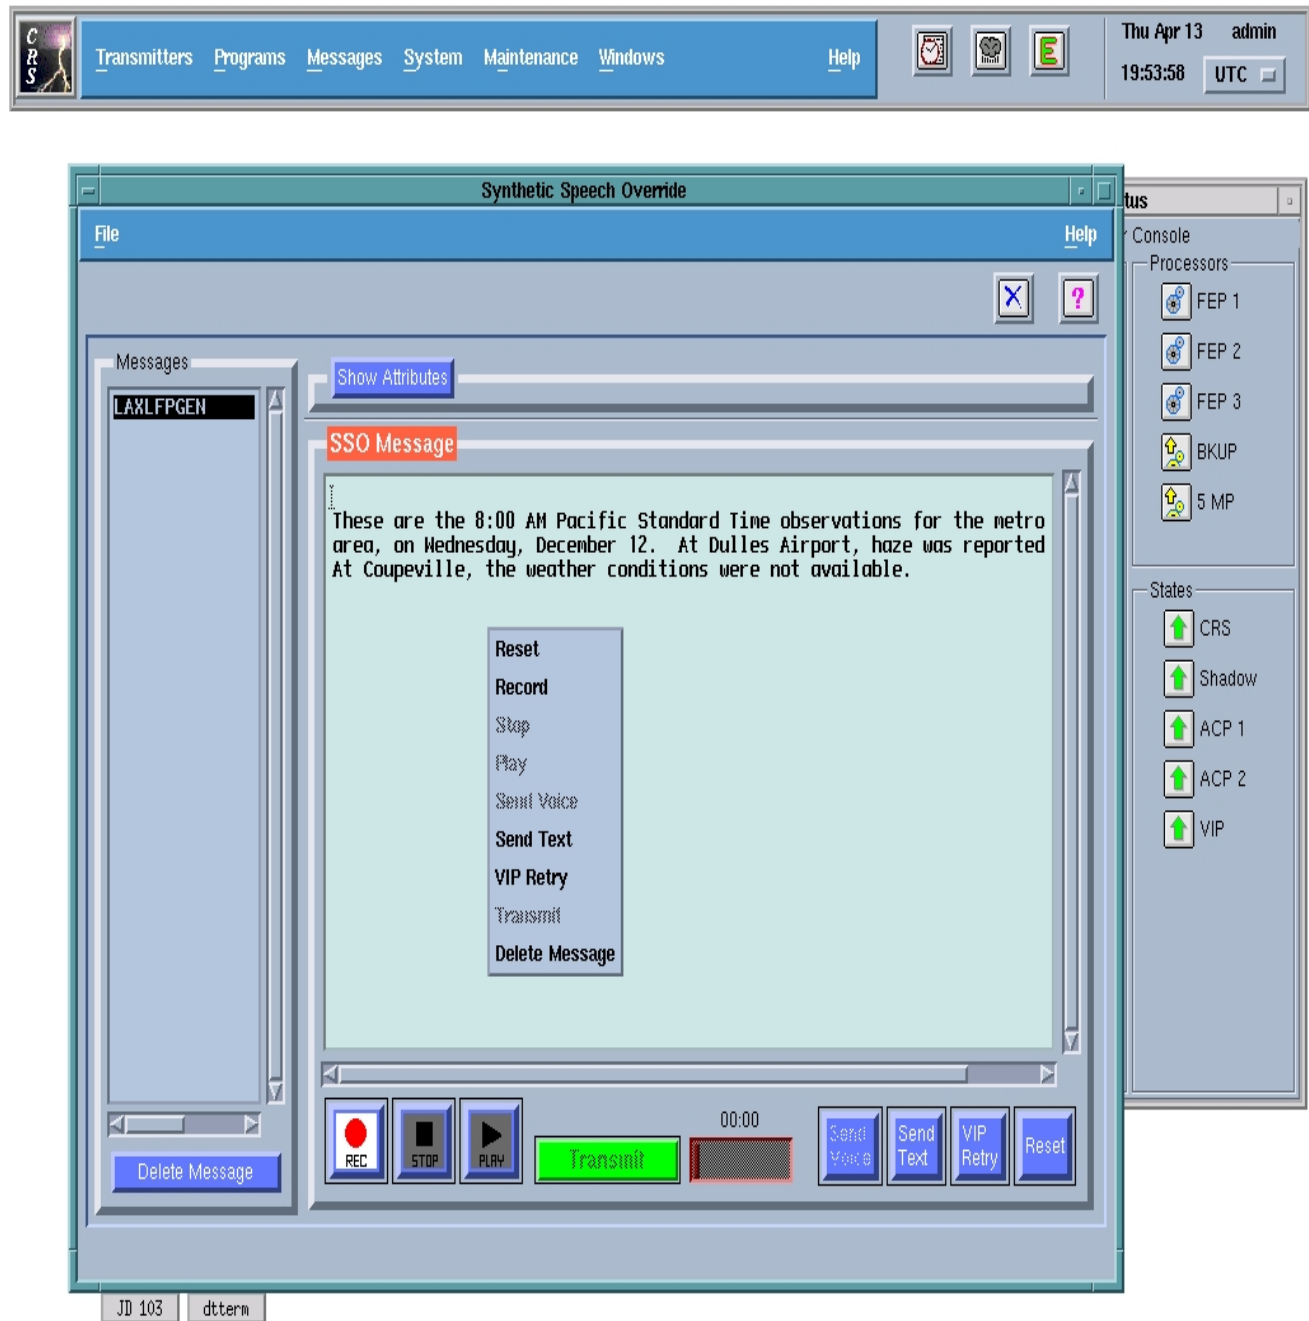 CRS
Transmitters Programs Messages System Maintenance Windows Help
E
Thu Apr 13 admin
19:53:58 UTC
Synthetic Speech Override
File Help
?
Messages
LAXLFPGEN
Delete Message
Show Attributes
SSO Message
These are the 8:00 AM Pacific Standard Time observations for the metro
area, on Wednesday, December 12. At Dulles Airport, haze was reported
At Coupeville, the weather conditions were not available.
Reset
Record
Stop
Play
Send Voice
Send Text
VIP Retry
Transmit
Delete Message
REC
STOP
PLAY
Transmit
00:00
Send
Voice
Send
Text
VIP
Retry
Reset
tus
Console
Processors
FEP 1
FEP 2
FEP 3
BKUP
5 MP
States
CRS
Shadow
ACP 1
ACP 2
VIP
JD 103 dtterm